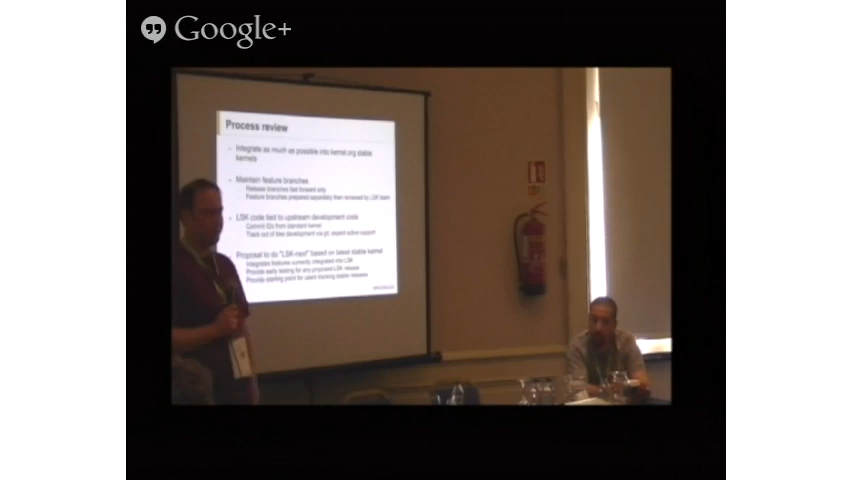 Google+
Process review
Integrate as much as possible into kernel.org stable
kernels
Maintain feature branches
Release branches fast forward only
Feature branches prepared separately then reviewed by LSK team
LSK code tied to upstream development code
Commit IDs from standard kernel
Track out of tree development via git, expect active support
Proposal to do "LSK-next" based on latest stable kernel
Integrates features currently integrated into LSK
Provide early testing for any proposed LSK release
Provide starting point for users tracking stable releases